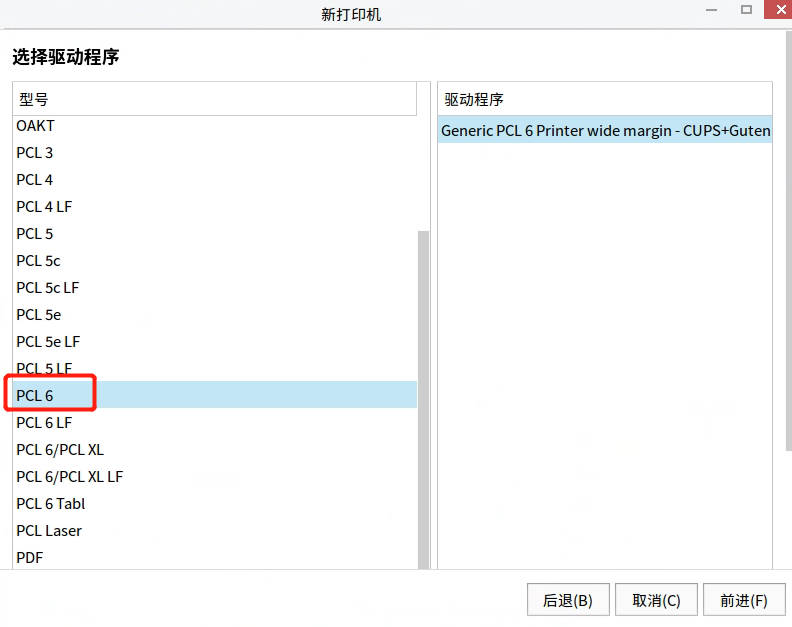 新打印机
选择驱动程序
型号
OAKT
PCL 3
PCL 4
PCL 4 LF
PCL 5
PCL 5c
PCL 5c LF
PCL 5e
PCL 5e LF
PCL 5 LF
PCL 6
PCL 6 LF
PCL 6/PCL XL
PCL 6/PCL XL LF
PCL 6 Tabl
PCL Laser
PDF
驱动程序
Generic PCL 6 Printer wide margin - CUPS+Guten
后退(B)
取消(C)
前进(F)